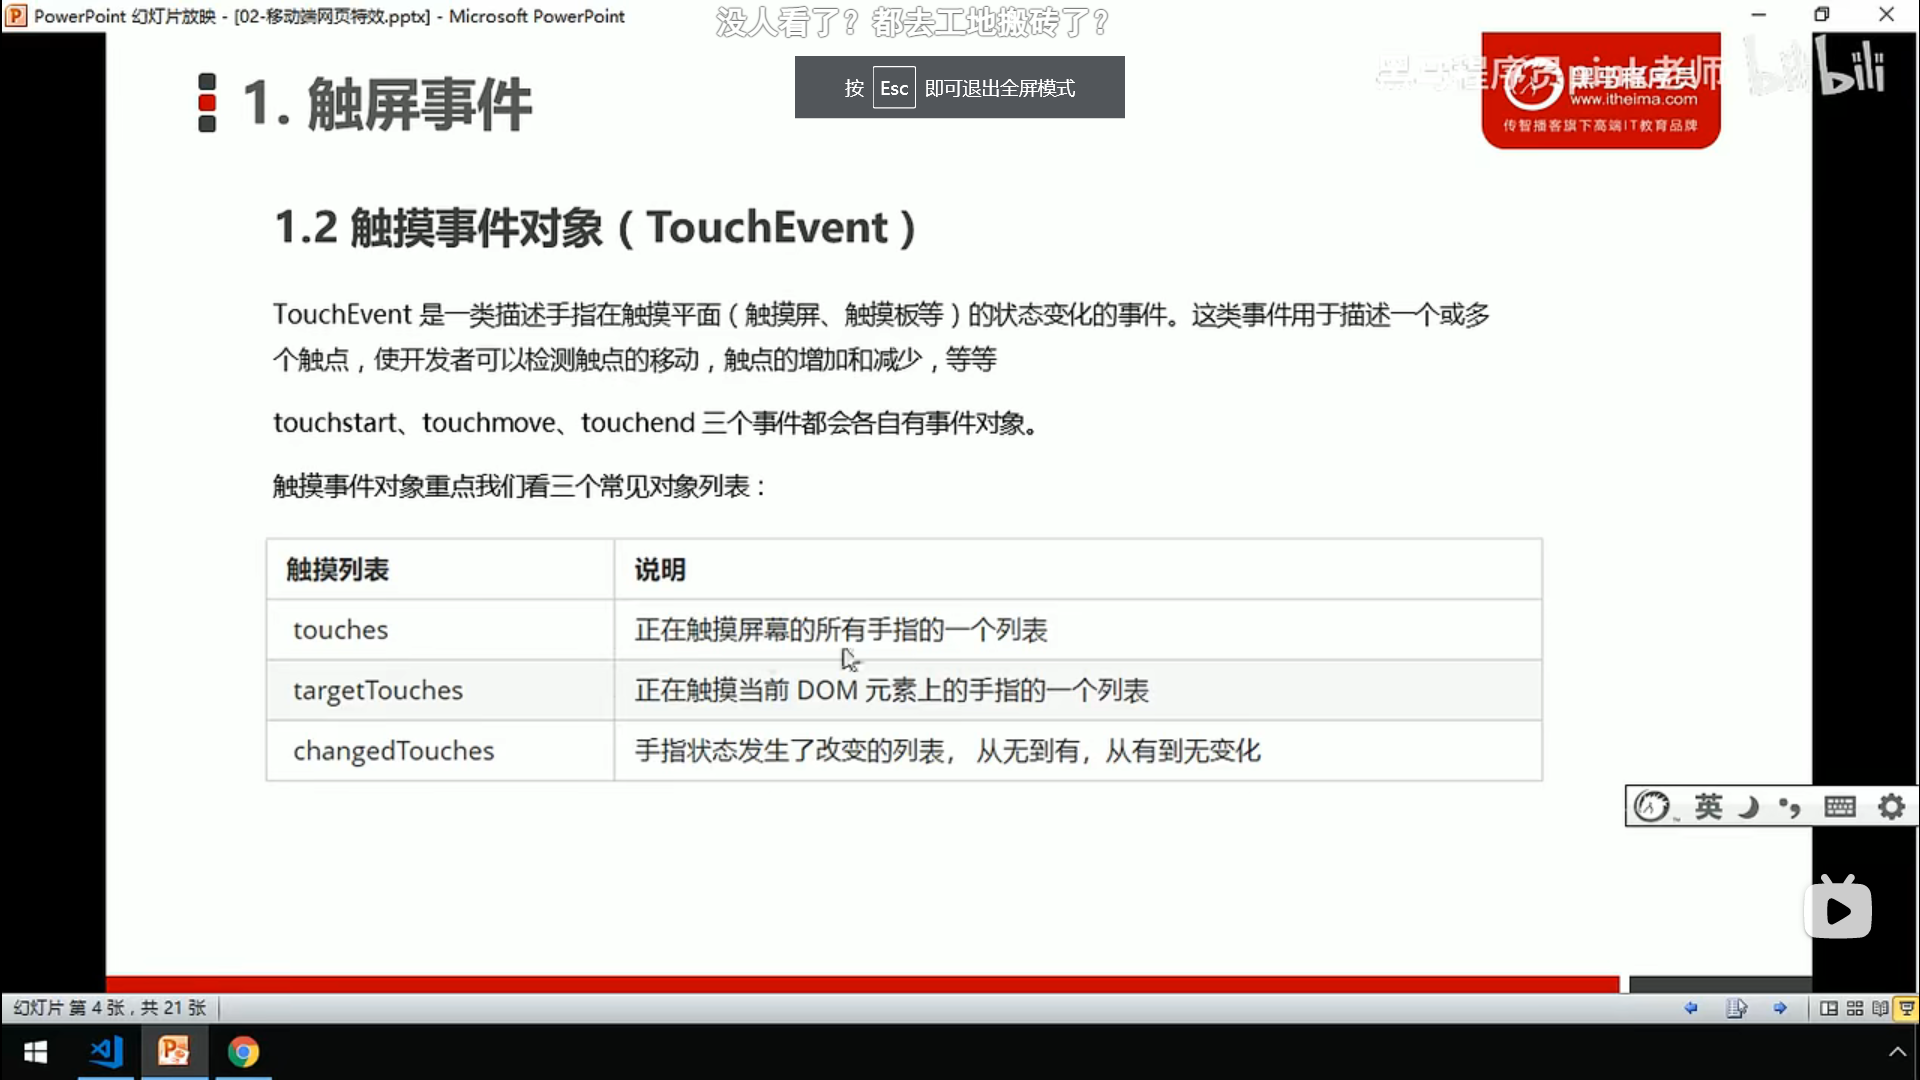 PowerPoint 幻灯片放映 - [02-移动端网页特效.pptx] - Microsoft PowerPoint
没人看了？都去工地搬砖了？
按 Esc 即可退出全屏模式
黑马程序员pink老师
bilibili
黑马程序员
www.itheima.com
传智播客旗下高端IT教育品牌
1. 触屏事件
1.2 触摸事件对象（TouchEvent）
TouchEvent 是一类描述手指在触摸平面（触摸屏、触摸板等）的状态变化的事件。这类事件用于描述一个或多
个触点，使开发者可以检测触点的移动，触点的增加和减少，等等
touchstart、touchmove、touchend 三个事件都会各自有事件对象。
触摸事件对象重点我们看三个常见对象列表：
触摸列表 说明
touches 正在触摸屏幕的所有手指的一个列表
targetTouches 正在触摸当前 DOM 元素上的手指的一个列表
changedTouches 手指状态发生了改变的列表，从无到有，从有到无变化
英
幻灯片 第 4 张，共 21 张